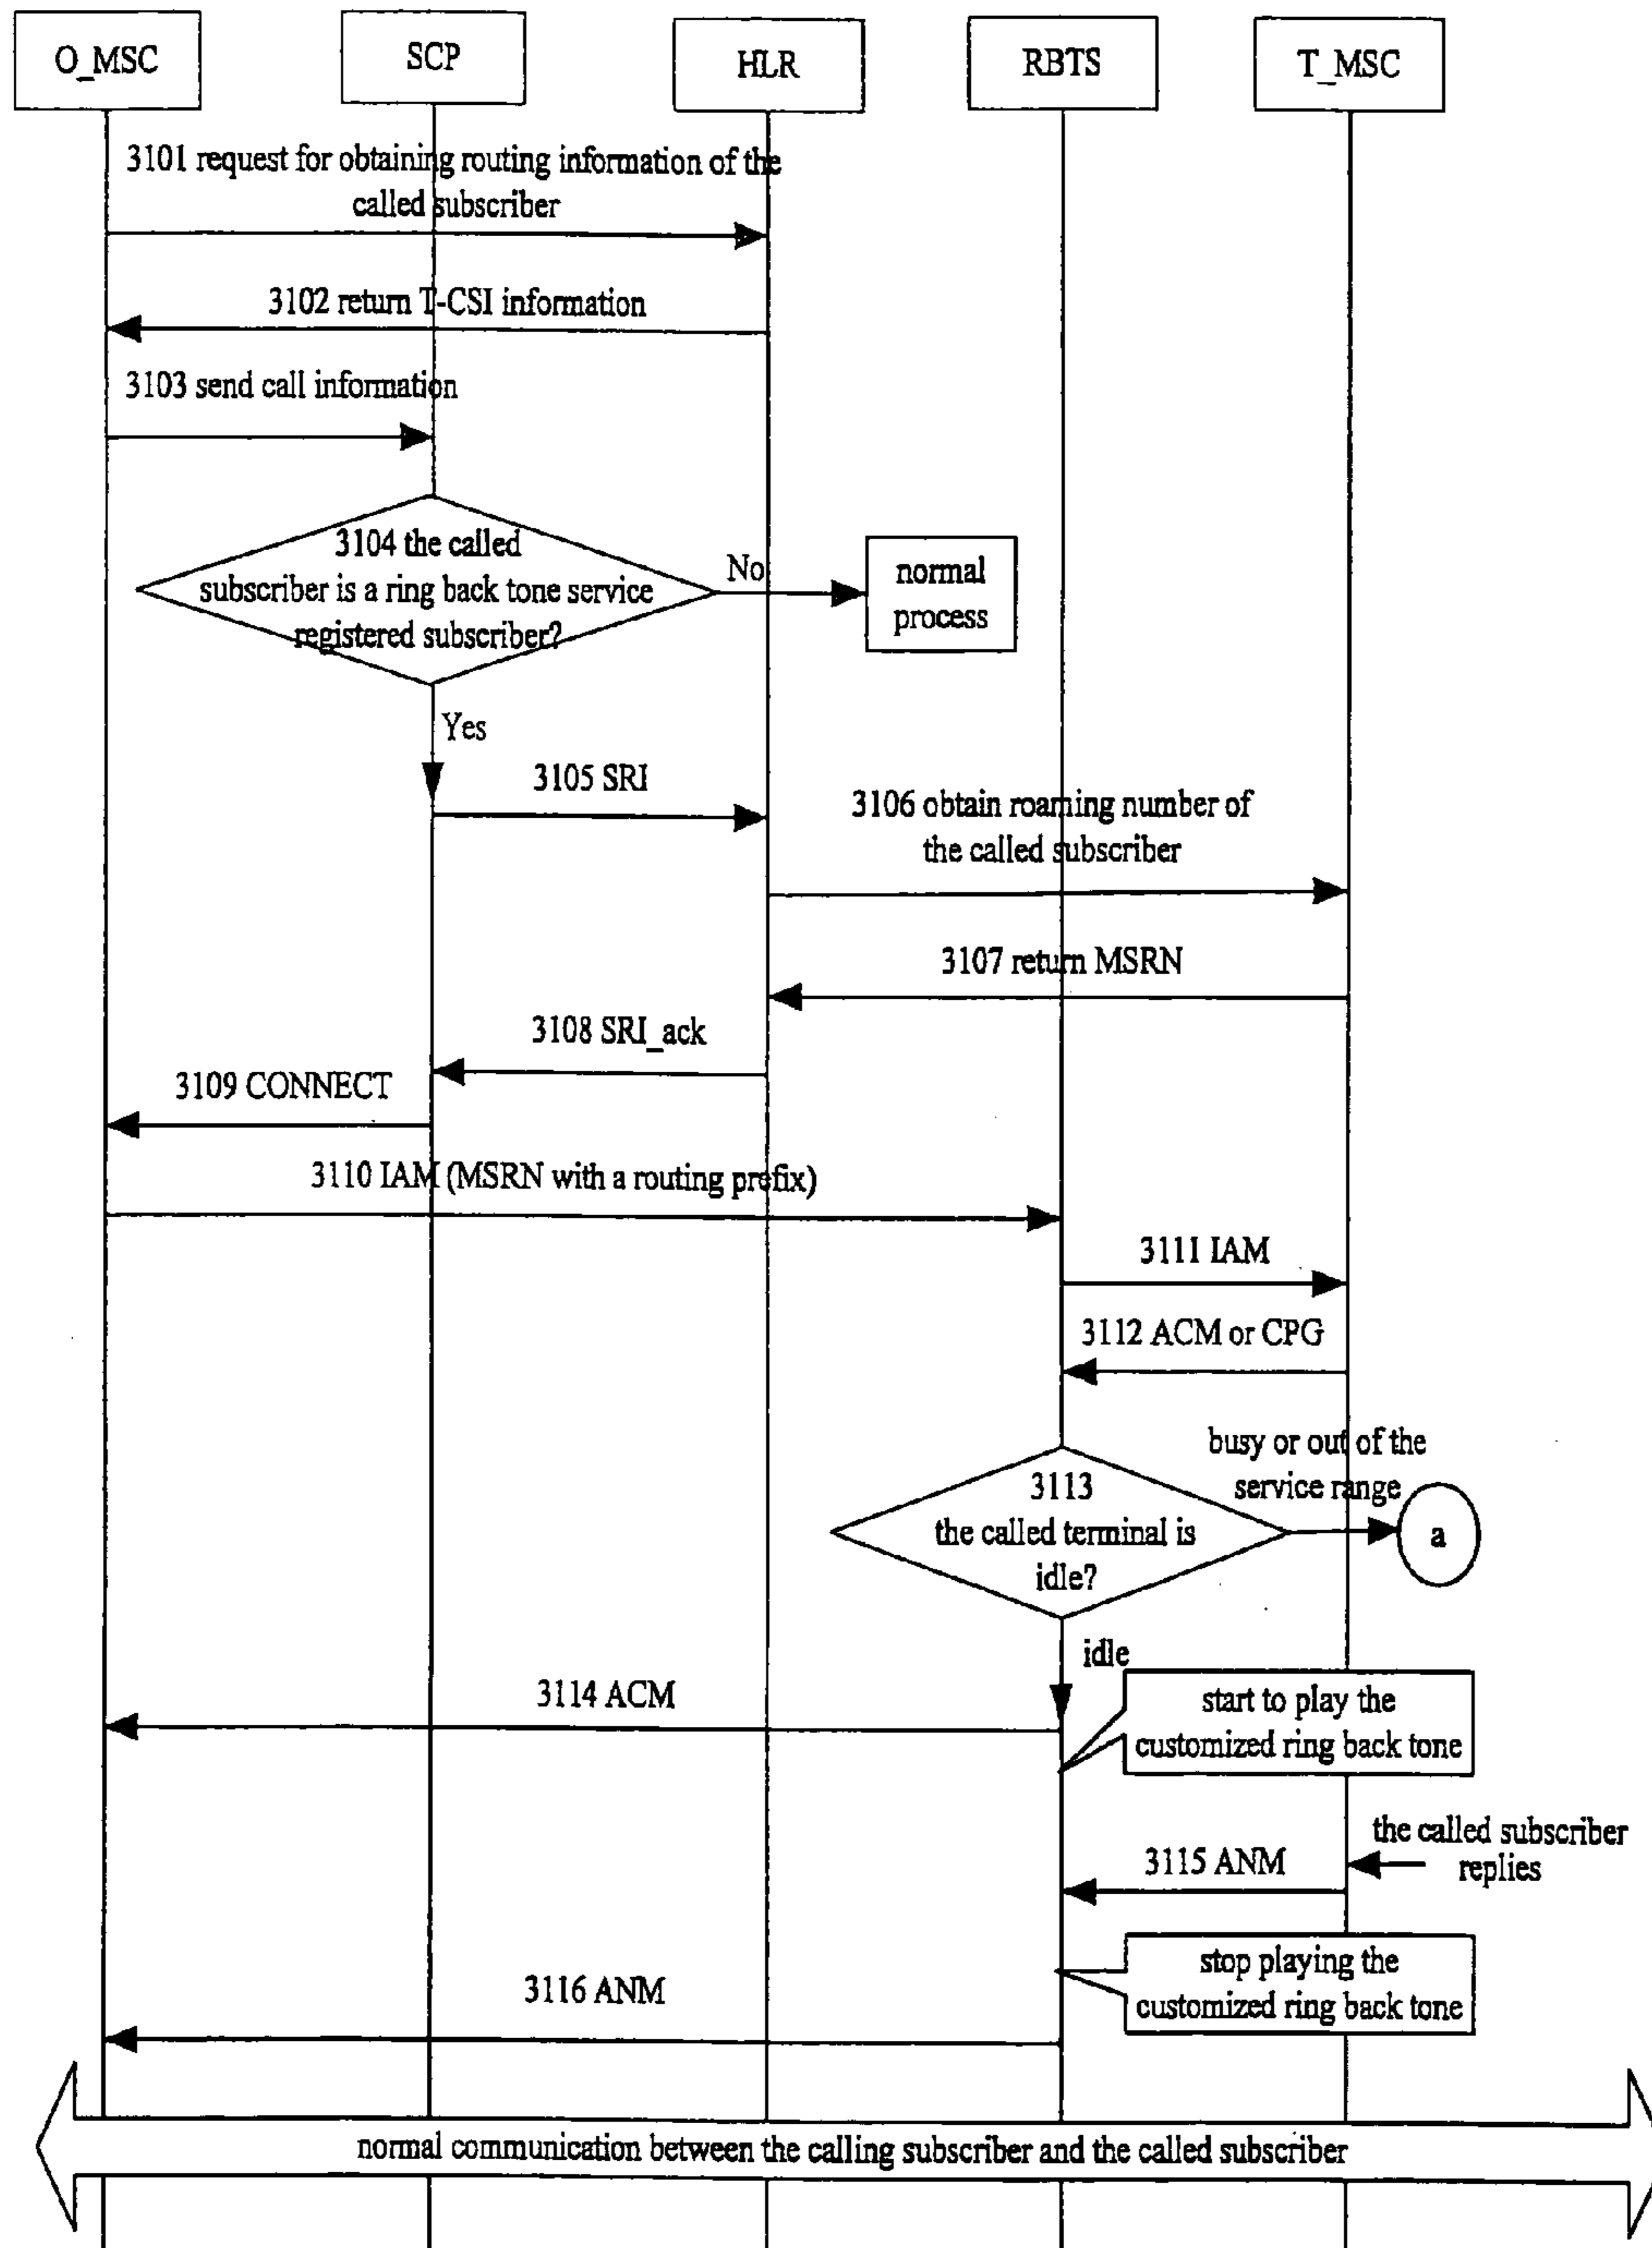 O_MSC
SCP
HLR
RBTS
T_MSC
3101 request for obtaining routing information of the
called subscriber
3102 return T-CSI information
3103 send call information
3104 the called
subscriber is a ring back tone service
registered subscriber?
No
normal
process
Yes
3105 SRI
3106 obtain roaming number of
the called subscriber
3107 return MSRN
3108 SRI_ack
3109 CONNECT
3110 IAM (MSRN with a routing prefix)
3111 IAM
3112 ACM or CPG
busy or out of the
service range
3113
the called terminal is
idle?
a
idle
3114 ACM
start to play the
customized ring back tone
the called subscriber
replies
3115 ANM
stop playing the
customized ring back tone
3116 ANM
normal communication between the calling subscriber and the called subscriber